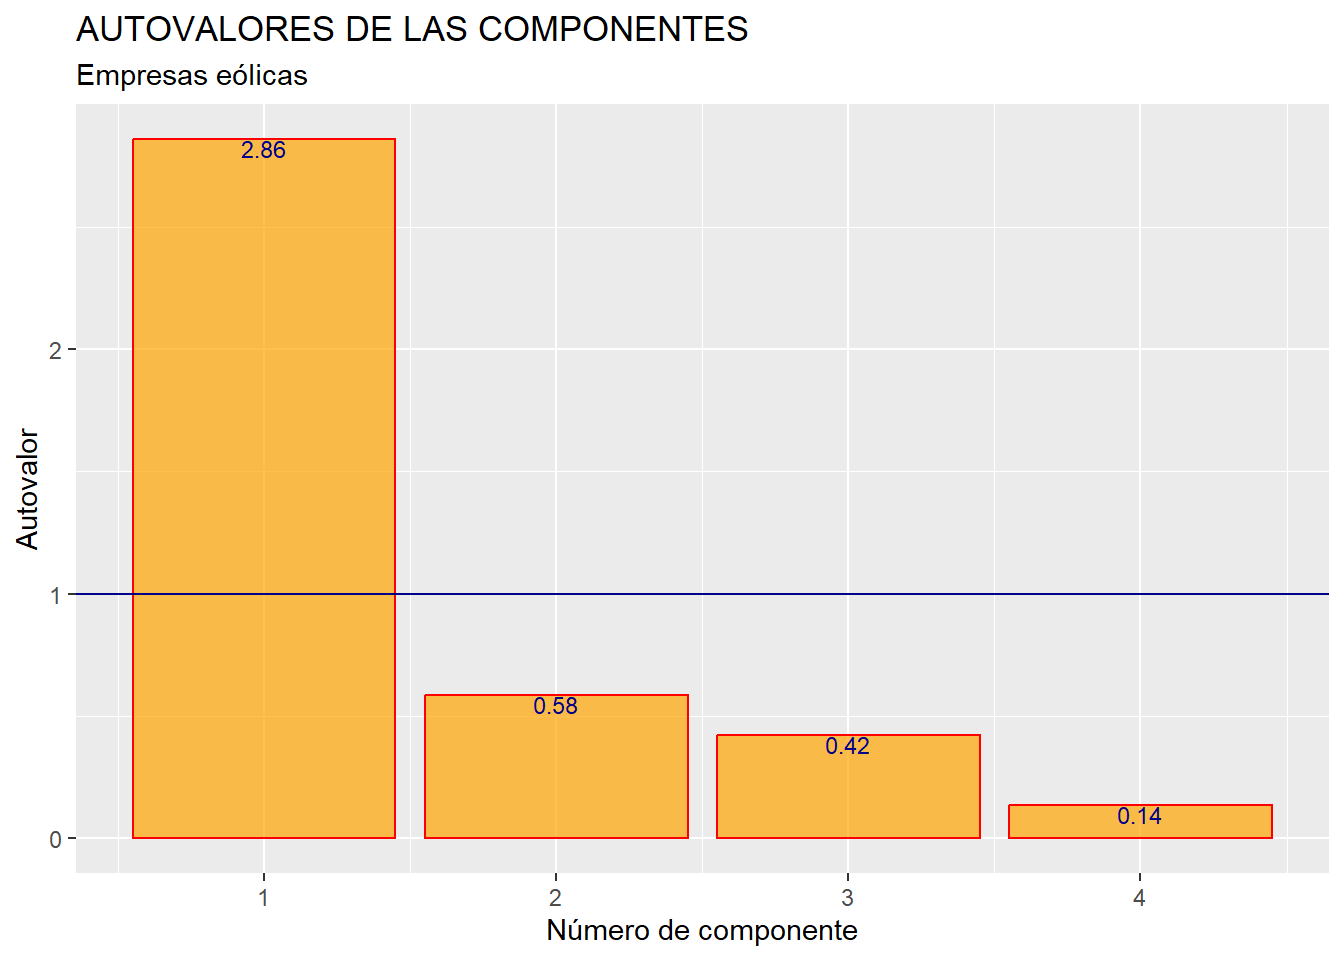 AUTOVALORES DE LAS COMPONENTES
Empresas eólicas
2.86
2
Autovalor
1
0.58
0.42
0.14
0
1 2 3 4
Número de componente